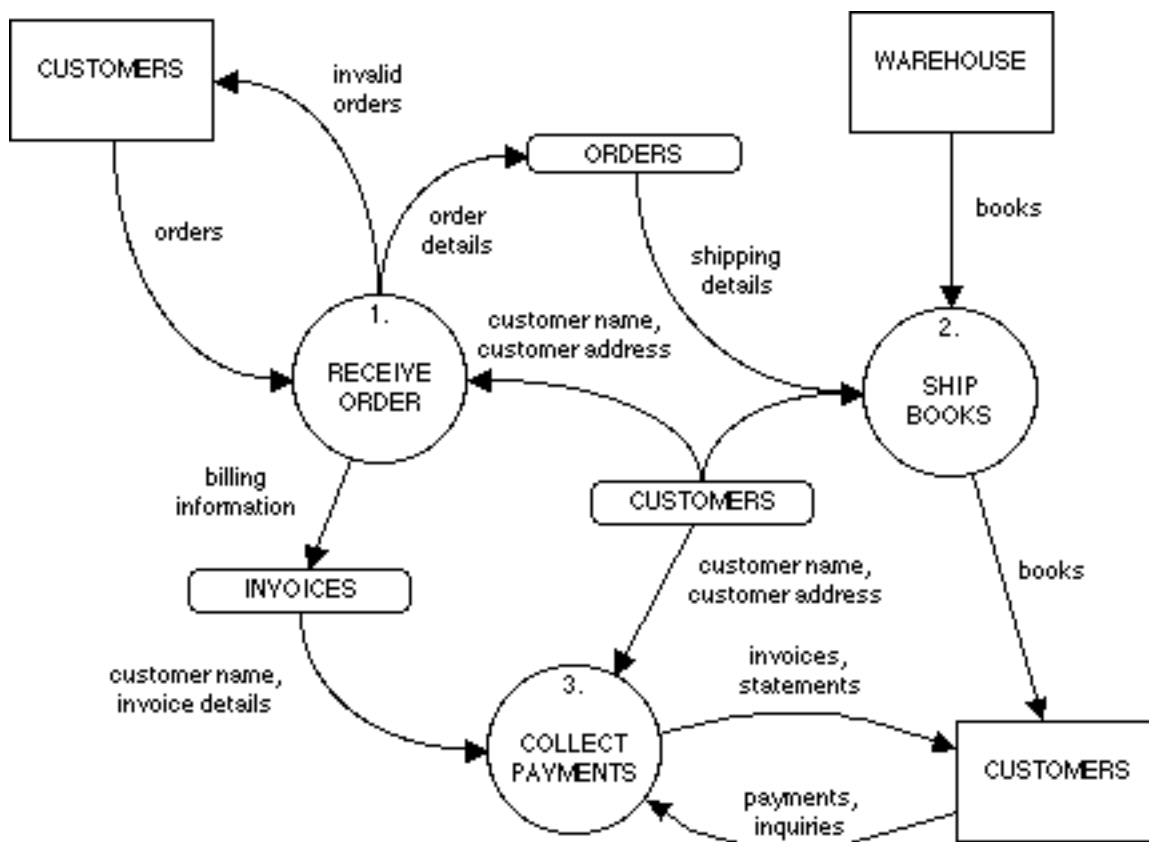 CUSTOMERS
invalid
orders
WAREHOUSE
ORDERS
books
orders
order
details
shipping
details
1.
RECEIVE
ORDER
customer name,
customer address
2.
SHIP
BOOKS
billing
information
CUSTOMERS
INVOICES
customer name,
customer address
books
customer name,
invoice details
invoices,
statements
3.
COLLECT
PAYMENTS
CUSTOMERS
payments,
inquiries